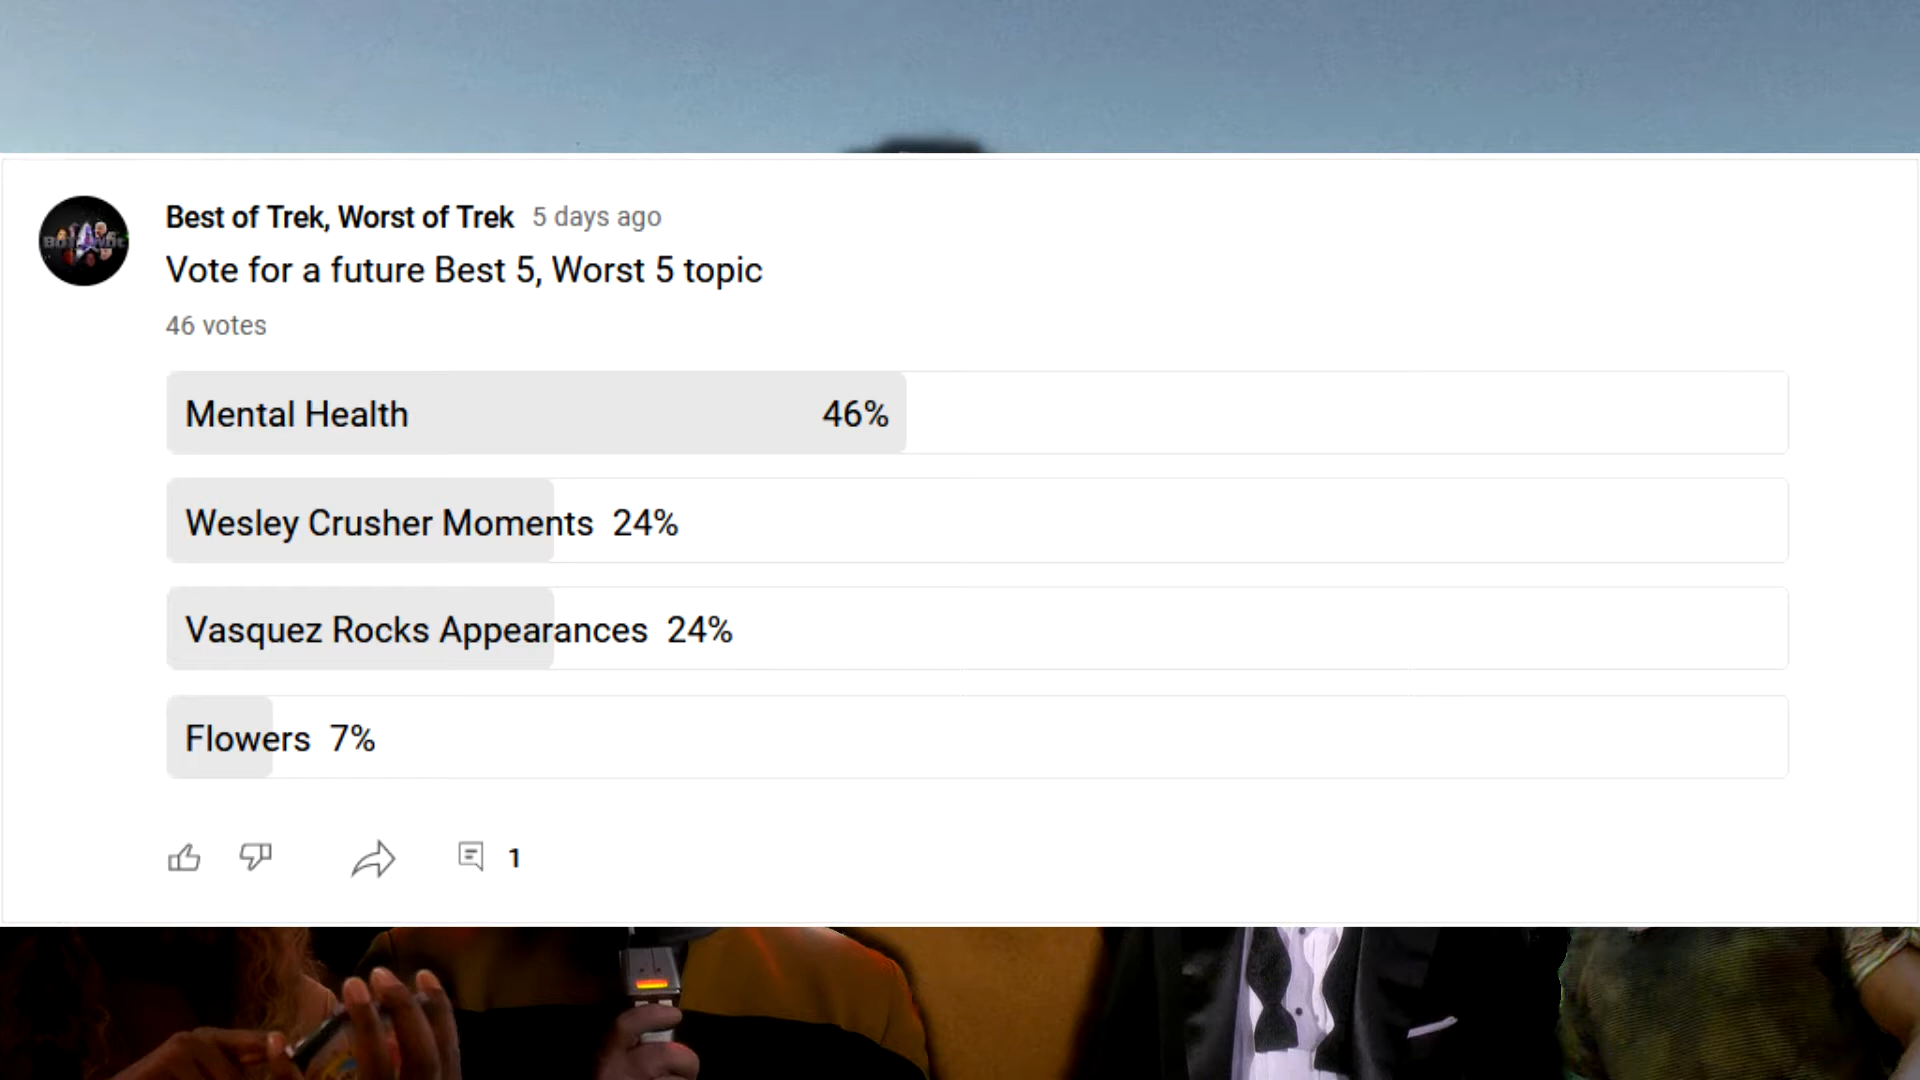 Best of Trek, Worst of Trek 5 days ago
Vote for a future Best 5, Worst 5 topic
46 votes
Mental Health 46%
Wesley Crusher Moments 24%
Vasquez Rocks Appearances 24%
Flowers 7%
1